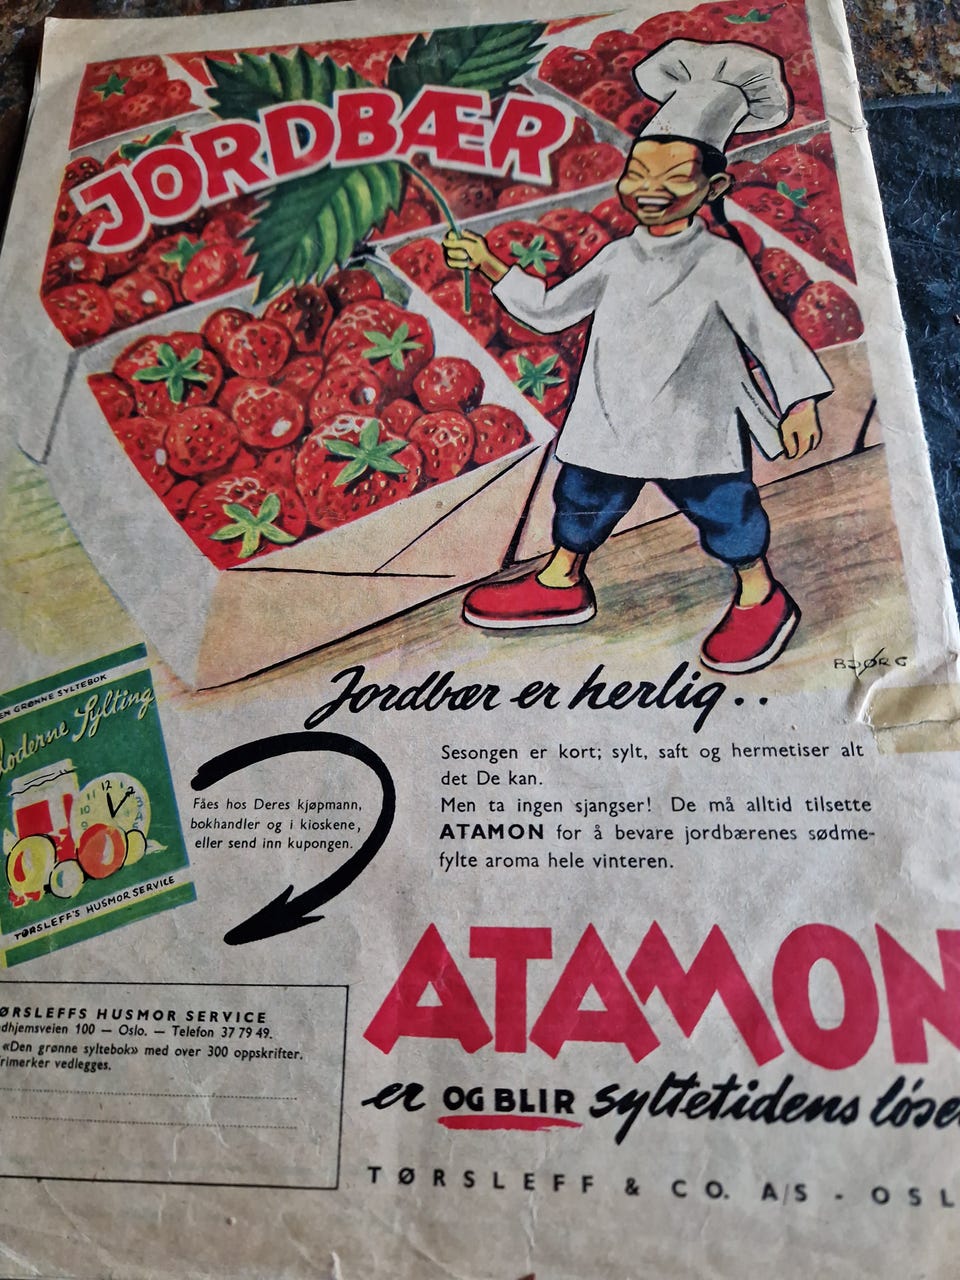 JORDBÆR
BJØRG
Jordbær er herlig..
Sesongen er kort; sylt, saft og hermetiser alt
det De kan.
Men ta ingen sjangser! De må alltid tilsette
ATAMON for å bevare jordbærenes sødme-
fylte aroma hele vinteren.
EN GRØNNE SYLTEBOK
oderne Sylting
12
TØRSLEFF'S HUSMOR SERVICE
Fåes hos Deres kjøpmann,
bokhandler og i kioskene,
eller send inn kupongen.
ATAMON
er OG BLIR syltetidens løse
TØRSLEFF & CO. A/S - OSL
ØRSLEFFS HUSMOR SERVICE
dhjemsveien 100 — Oslo. — Telefon 37 79 49.
«Den grønne syltebok» med over 300 oppskrifter.
rimerker vedlegges.